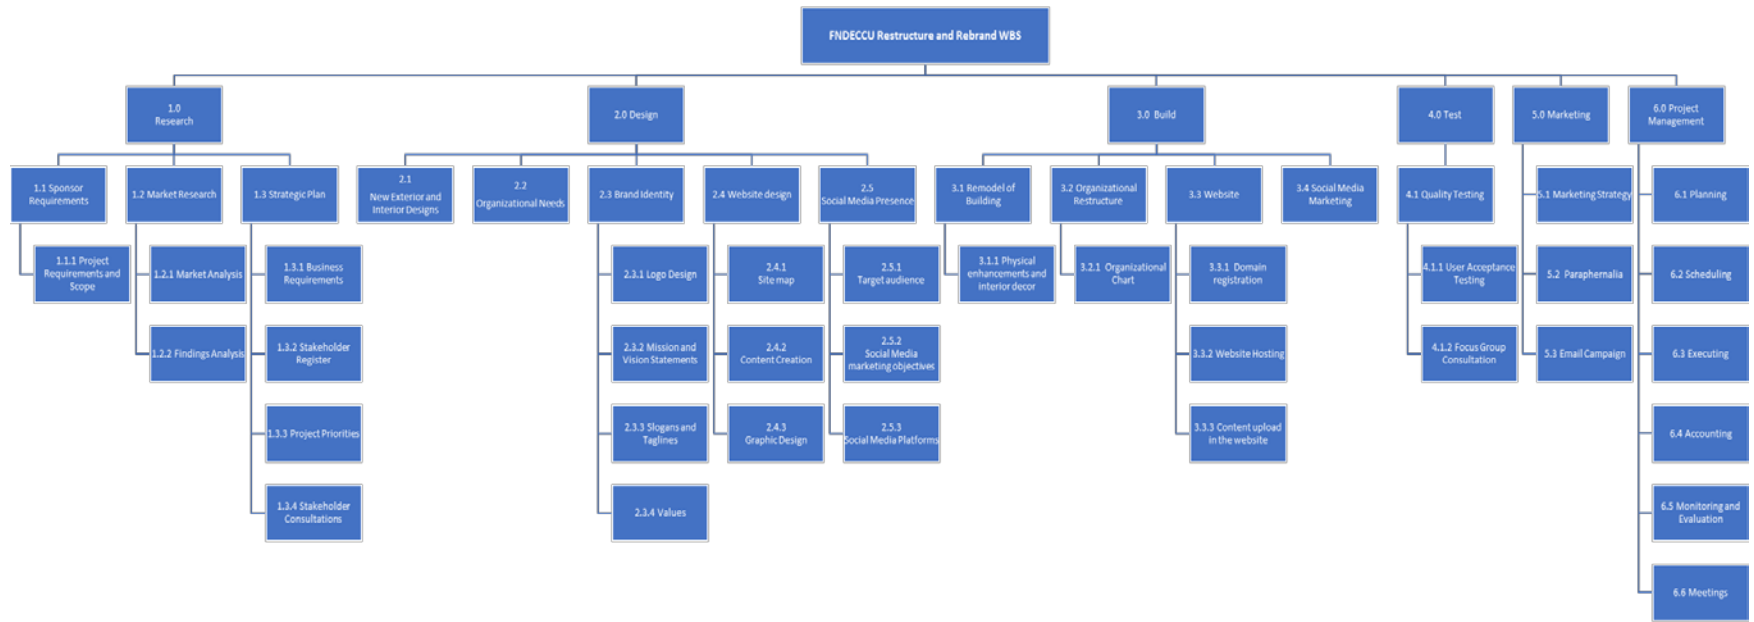 FNDECCU Restructure and Rebrand WBS
1.0
Research
2.0 Design
3.0 Build
4.0 Test
5.0 Marketing
6.0 Project
Management
1.1 Sponsor
Requirements
1.2 Market Research
1.3 Strategic Plan
2.1
New Exterior and
Interior Designs
2.2
Organizational Needs
2.3 Brand Identity
2.4 Website design
2.5
Social Media Presence
3.1 Remodel of
Building
3.2 Organizational
Restructure
3.3 Website
3.4 Social Media
Marketing
4.1 Quality Testing
5.1 Marketing Strategy
6.1 Planning
1.1.1 Project
Requirements and
Scope
1.2.1 Market Analysis
1.3.1 Business
Requirements
2.3.1 Logo Design
2.4.1
Site map
2.5.1
Target audience
3.1.1 Physical
enhancements and
interior decor
3.2.1 Organizational
Chart
3.3.1 Domain
registration
4.1.1 User Acceptance
Testing
5.2 Paraphernalia
6.2 Scheduling
1.2.2 Findings Analysis
1.3.2 Stakeholder
Register
2.3.2 Mission and
Vision Statements
2.4.2
Content Creation
2.5.2
Social Media
marketing objectives
3.3.2 Website Hosting
4.1.2 Focus Group
Consultation
5.3 Email Campaign
6.3 Executing
1.3.3 Project Priorities
2.3.3 Slogans and
Taglines
2.4.3
Graphic Design
2.5.3
Social Media Platforms
3.3.3 Content upload
in the website
6.4 Accounting
1.3.4 Stakeholder
Consultations
2.3.4 Values
6.5 Monitoring and
Evaluation
6.6 Meetings